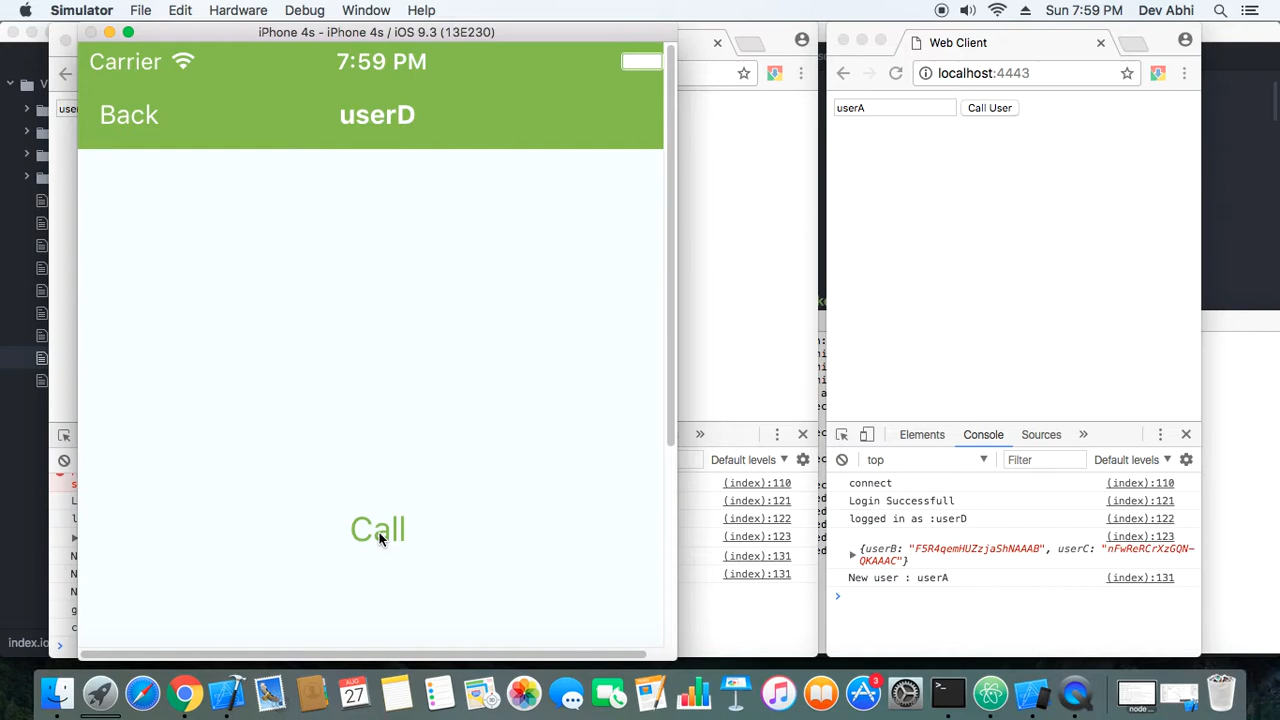 Simulator File Edit Hardware Debug Window Help Sun 7:59 PM Dev Abhi
iPhone 4s - iPhone 4s / iOS 9.3 (13E230)
Carrier 7:59 PM
Back userD
Call
Default levels
(index):110
(index):121
(index):122
(index):123
(index):131
(index):131
index.io
Web Client
localhost:4443
userA Call User
Elements Console Sources
top Filter Default levels
connect (index):110
Login Successfull (index):121
logged in as :userD (index):122
(index):123
{userB: "F5R4qemHUZzjaShNAAAB", userC: "nFwReRCrXzGQN-
QKAAAC"}
New user : userA (index):131
AUG
27
3
node